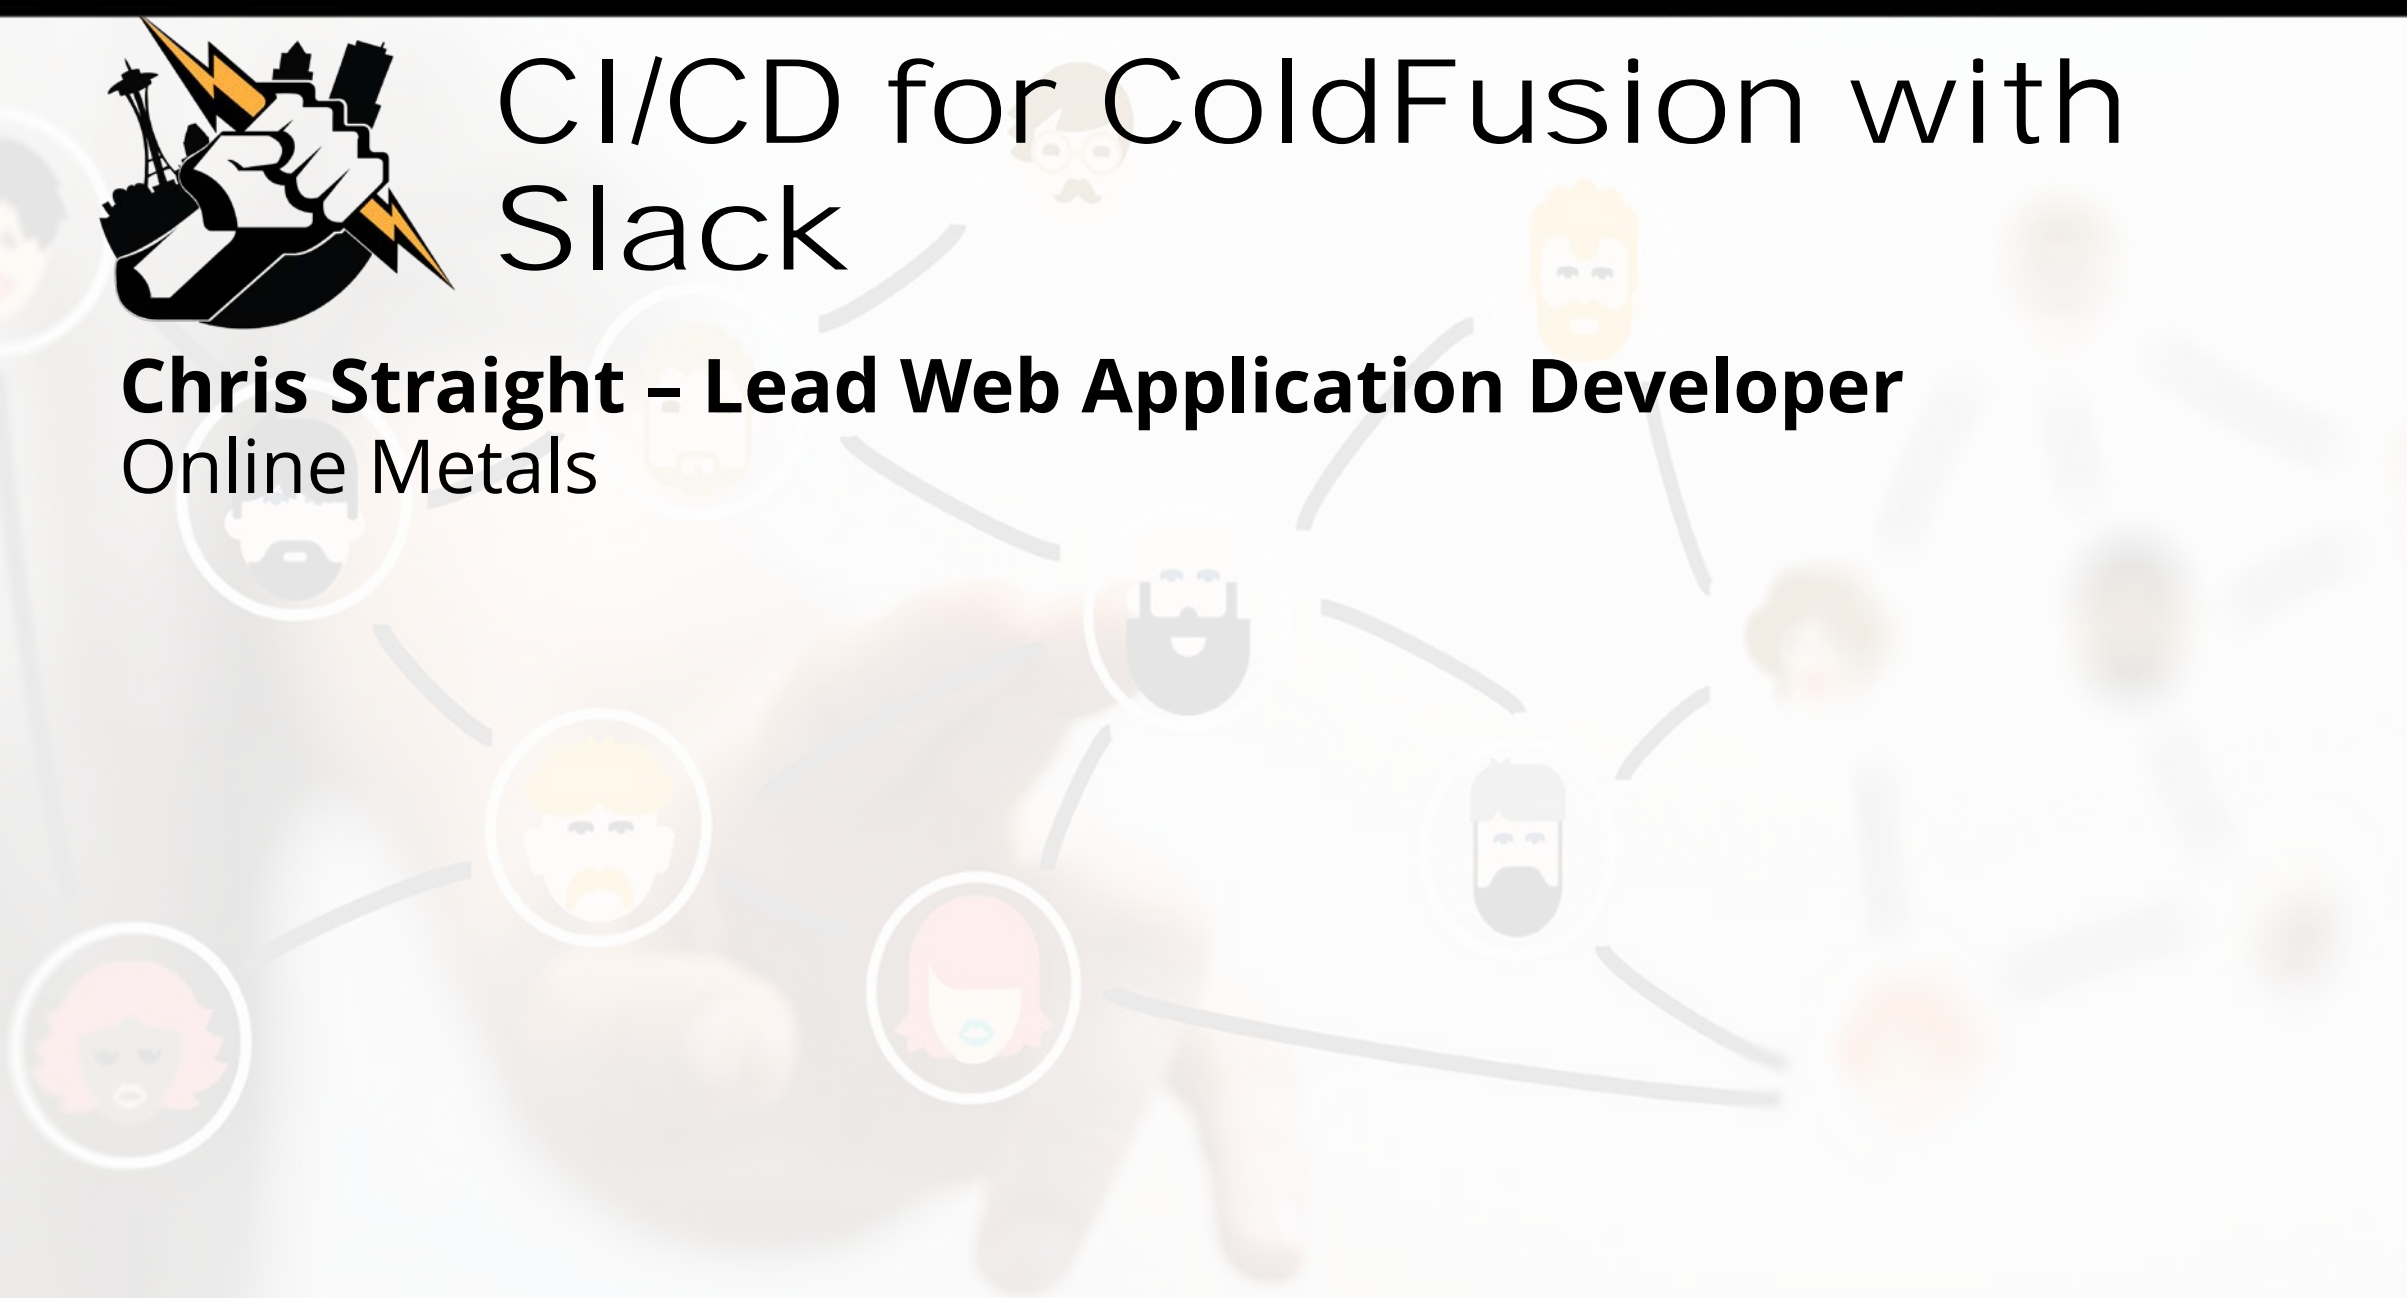 CI/CD for ColdFusion with
Slack
Chris Straight – Lead Web Application Developer
Online Metals